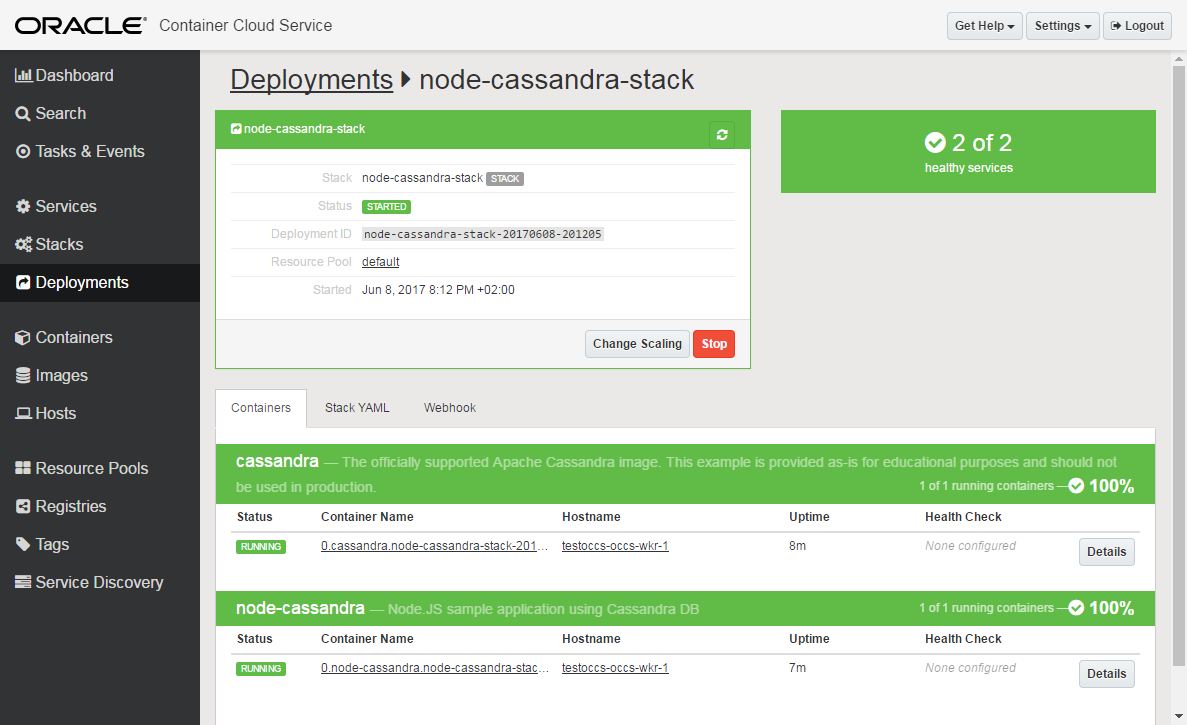 ORACLE® Container Cloud Service
Get Help
Settings
Logout
Dashboard
Search
Tasks & Events
Services
Stacks
Deployments
Containers
Images
Hosts
Resource Pools
Registries
Tags
Service Discovery
Deployments node-cassandra-stack
node-cassandra-stack
Stack node-cassandra-stack STACK
Status STARTED
Deployment ID node-cassandra-stack-20170608-201205
Resource Pool default
Started Jun 8, 2017 8:12 PM +02:00
Change Scaling Stop
2 of 2
healthy services
Containers Stack YAML Webhook
cassandra — The officially supported Apache Cassandra image. This example is provided as-is for educational purposes and should not
be used in production.
1 of 1 running containers — 100%
Status Container Name Hostname Uptime Health Check
RUNNING 0.cassandra.node-cassandra-stack-201... testoccs-occs-wkr-1 8m None configured Details
node-cassandra — Node.JS sample application using Cassandra DB 1 of 1 running containers — 100%
Status Container Name Hostname Uptime Health Check
RUNNING 0.node-cassandra.node-cassandra-stac... testoccs-occs-wkr-1 7m None configured Details